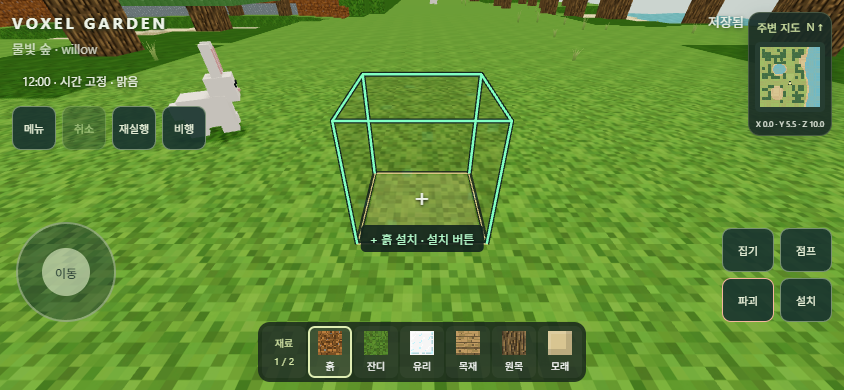 VOXEL GARDEN
물빛 숲 · willow
12:00 · 시간 고정 · 맑음
메뉴
취소
재실행
비행
저장됨
주변 지도 N↑
X 0.0 · Y 5.5 · Z 10.0
+
+ 흙 설치 · 설치 버튼
이동
집기
점프
파괴
설치
재료
1 / 2
흙
잔디
유리
목재
원목
모래